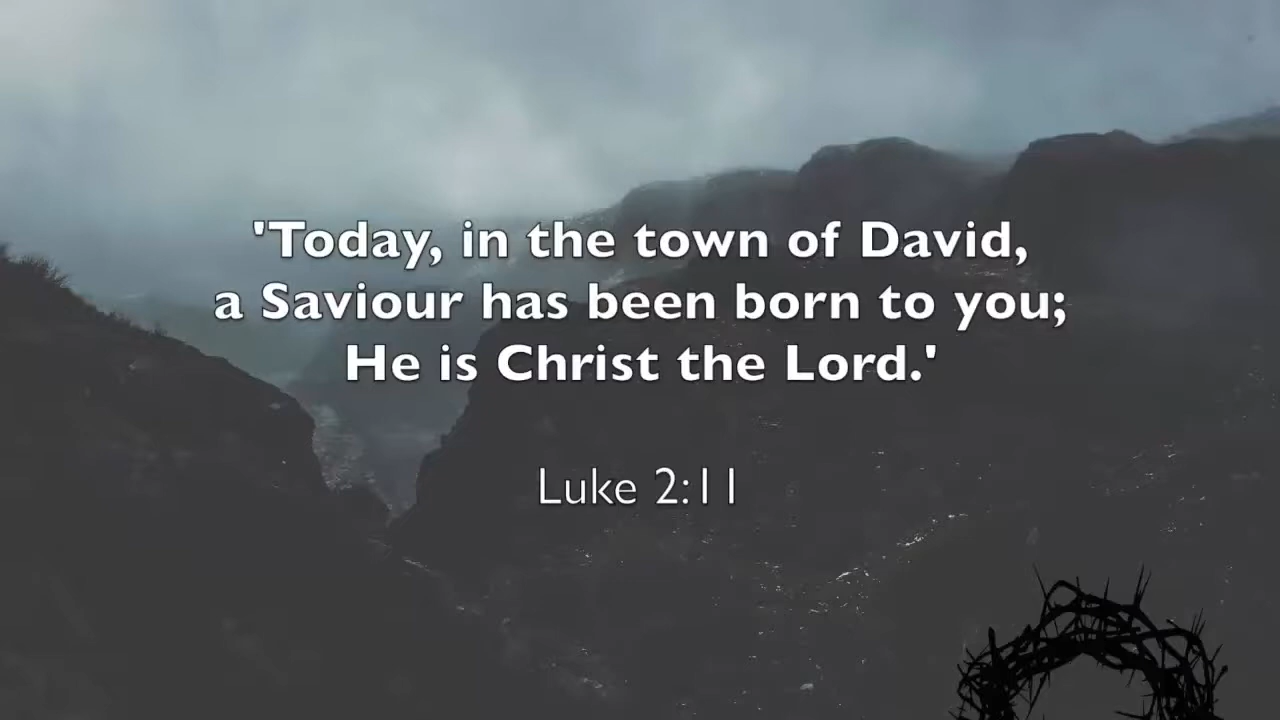 'Today, in the town of David,
a Saviour has been born to you;
He is Christ the Lord.'
Luke 2:11